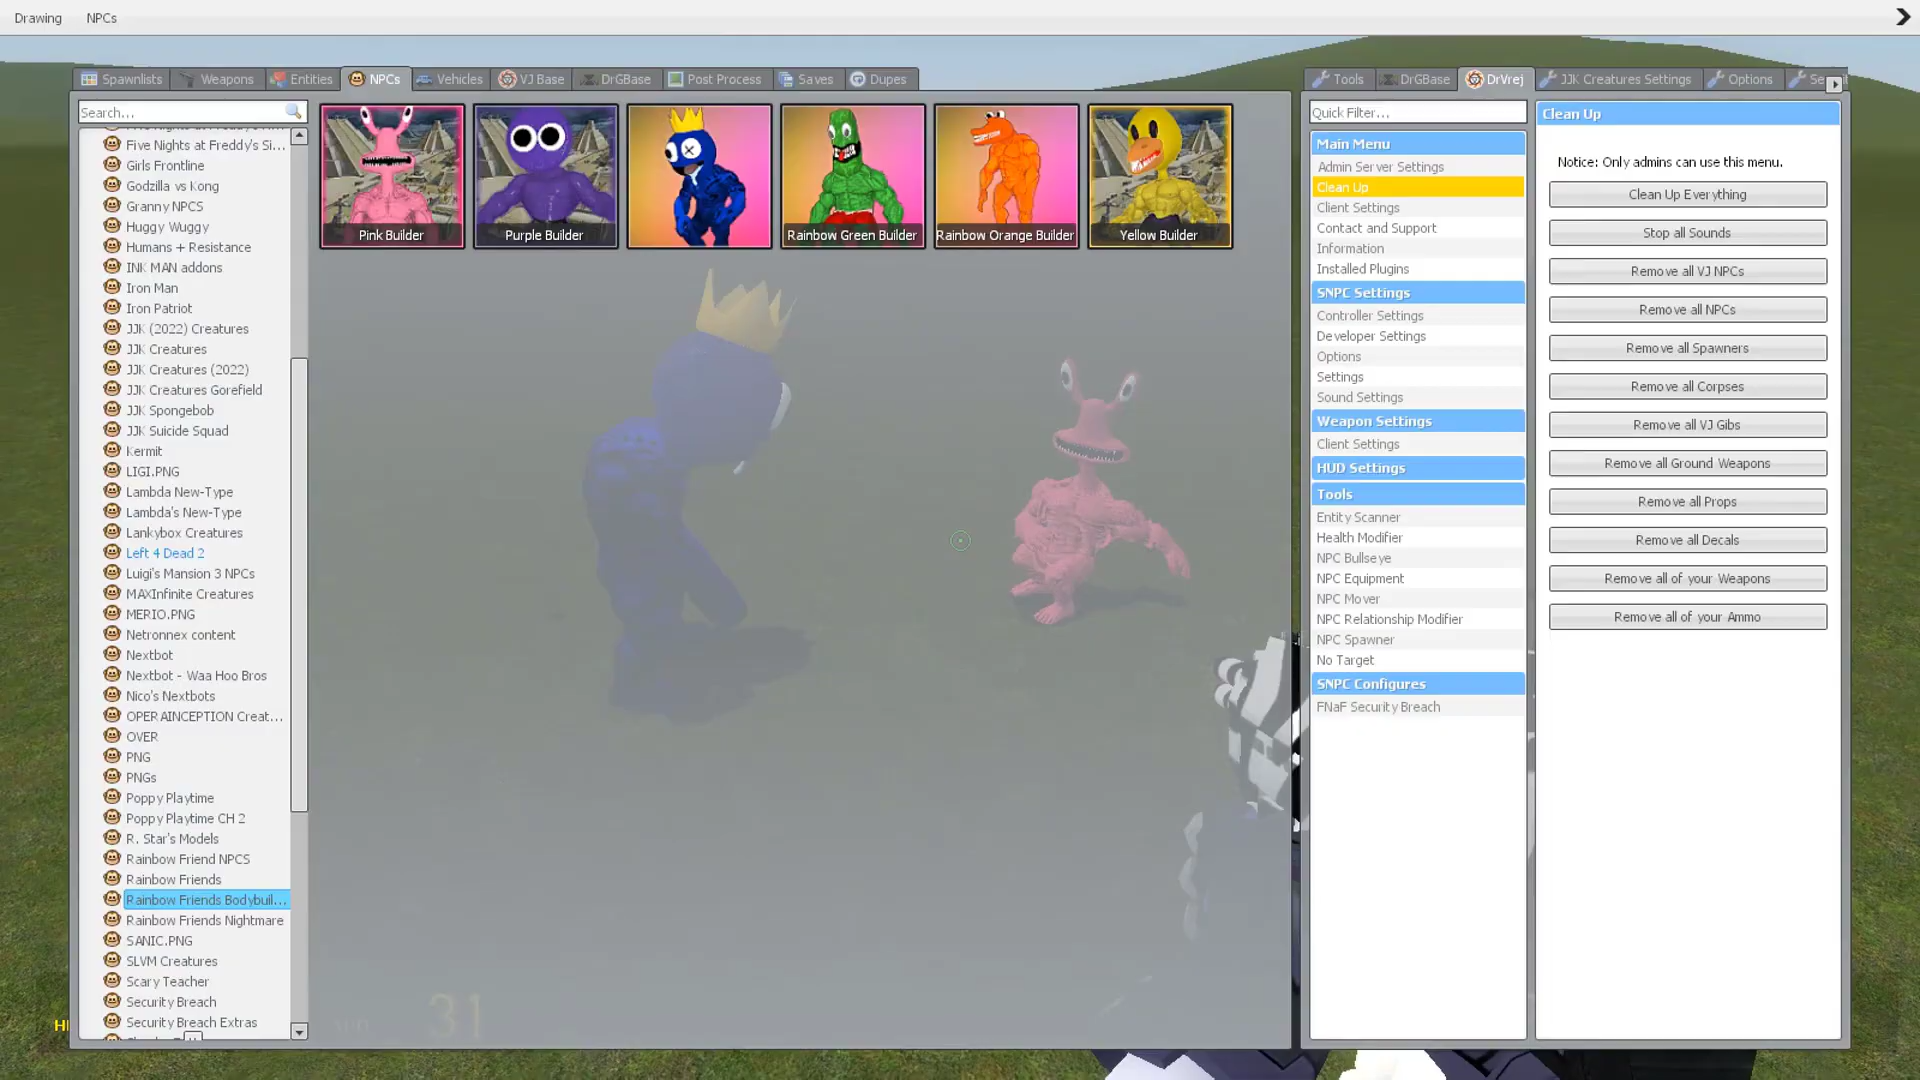 Drawing NPCs
Spawnlists Weapons Entities NPCs Vehicles VJ Base DrGBase Post Process Saves Dupes
Search...
Five Nights at Freddy's Si...
Girls Frontline
Godzilla vs Kong
Granny NPCS
Huggy Wuggy
Humans + Resistance
INK MAN addons
Iron Man
Iron Patriot
JJK (2022) Creatures
JJK Creatures
JJK Creatures (2022)
JJK Creatures Gorefield
JJK Spongebob
JJK Suicide Squad
Kermit
LIGI.PNG
Lambda New-Type
Lambda's New-Type
Lankybox Creatures
Left 4 Dead 2
Luigi's Mansion 3 NPCs
MAXInfinite Creatures
MERIO.PNG
Netronnex content
Nextbot
Nextbot - Waa Hoo Bros
Nico's Nextbots
OPERAINCEPTION Creat...
OVER
PNG
PNGs
Poppy Playtime
Poppy Playtime CH 2
R. Star's Models
Rainbow Friend NPCS
Rainbow Friends
Rainbow Friends Bodybuil...
Rainbow Friends Nightmare
SANIC.PNG
SLVM Creatures
Scary Teacher
Security Breach
Security Breach Extras
Pink Builder
Purple Builder
Rainbow Green Builder
Rainbow Orange Builder
Yellow Builder
31
Tools DrGBase DrVrej JJK Creatures Settings Options
Quick Filter...
Main Menu
Admin Server Settings
Clean Up
Client Settings
Contact and Support
Information
Installed Plugins
SNPC Settings
Controller Settings
Developer Settings
Options
Settings
Sound Settings
Weapon Settings
Client Settings
HUD Settings
Tools
Entity Scanner
Health Modifier
NPC Bullseye
NPC Equipment
NPC Mover
NPC Relationship Modifier
NPC Spawner
No Target
SNPC Configures
FNaF Security Breach
Clean Up
Notice: Only admins can use this menu.
Clean Up Everything
Stop all Sounds
Remove all VJ NPCs
Remove all NPCs
Remove all Spawners
Remove all Corpses
Remove all VJ Gibs
Remove all Ground Weapons
Remove all Props
Remove all Decals
Remove all of your Weapons
Remove all of your Ammo